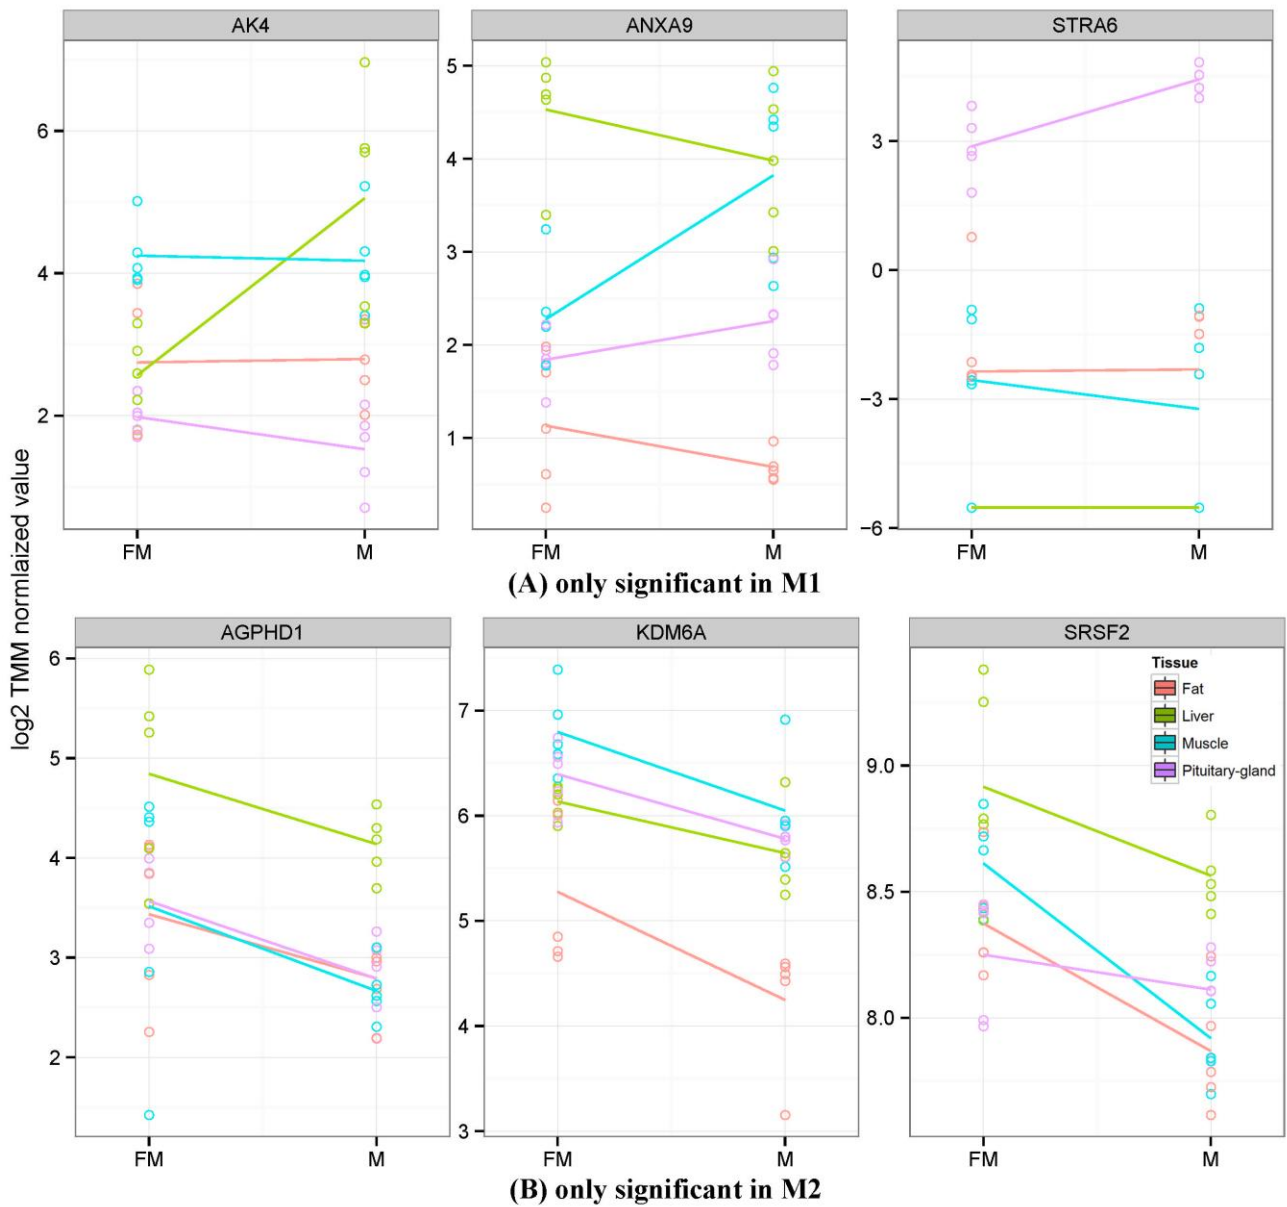 AK4
ANXA9
STRA6
6
4
2
5
4
3
2
1
3
0
−3
−6
FM
M
FM
M
FM
M
(A) only significant in M1
log2 TMM normlaized value
AGPHD1
KDM6A
SRSF2
6
5
4
3
2
7
6
5
4
3
9.0
8.5
8.0
Tissue
Fat
Liver
Muscle
Pituitary-gland
FM
M
FM
M
FM
M
(B) only significant in M2